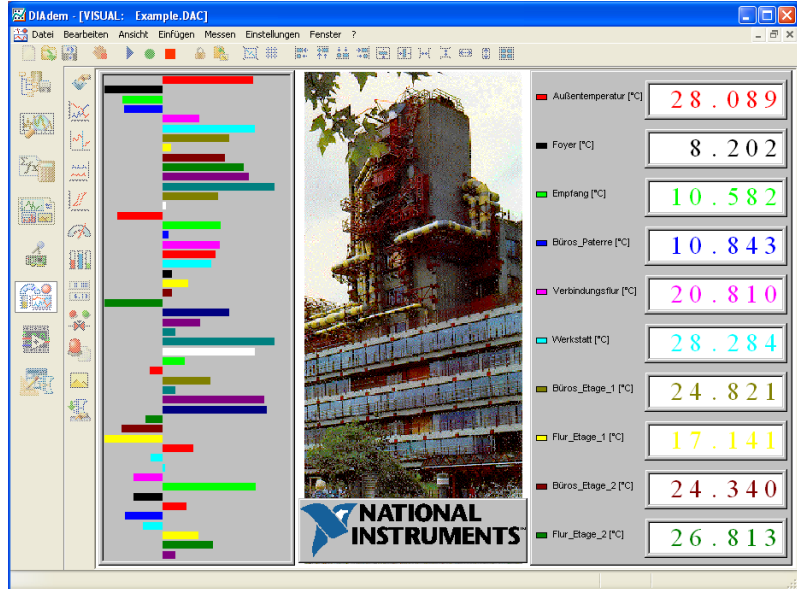 DIAdem - [VISUAL: Example.DAC]
Datei Bearbeiten Ansicht Einfügen Messen Einstellungen Fenster ?
Außentemperatur [°C] 28.089
Foyer [°C] 8.202
Empfang [°C] 10.582
Büros_Paterre [°C] 10.843
Verbindungsflur [°C] 20.810
Werkstatt [°C] 28.284
Büros_Etage_1 [°C] 24.821
Flur_Etage_1 [°C] 17.141
Büros_Etage_2 [°C] 24.340
Flur_Etage_2 [°C] 26.813
NATIONAL
INSTRUMENTS